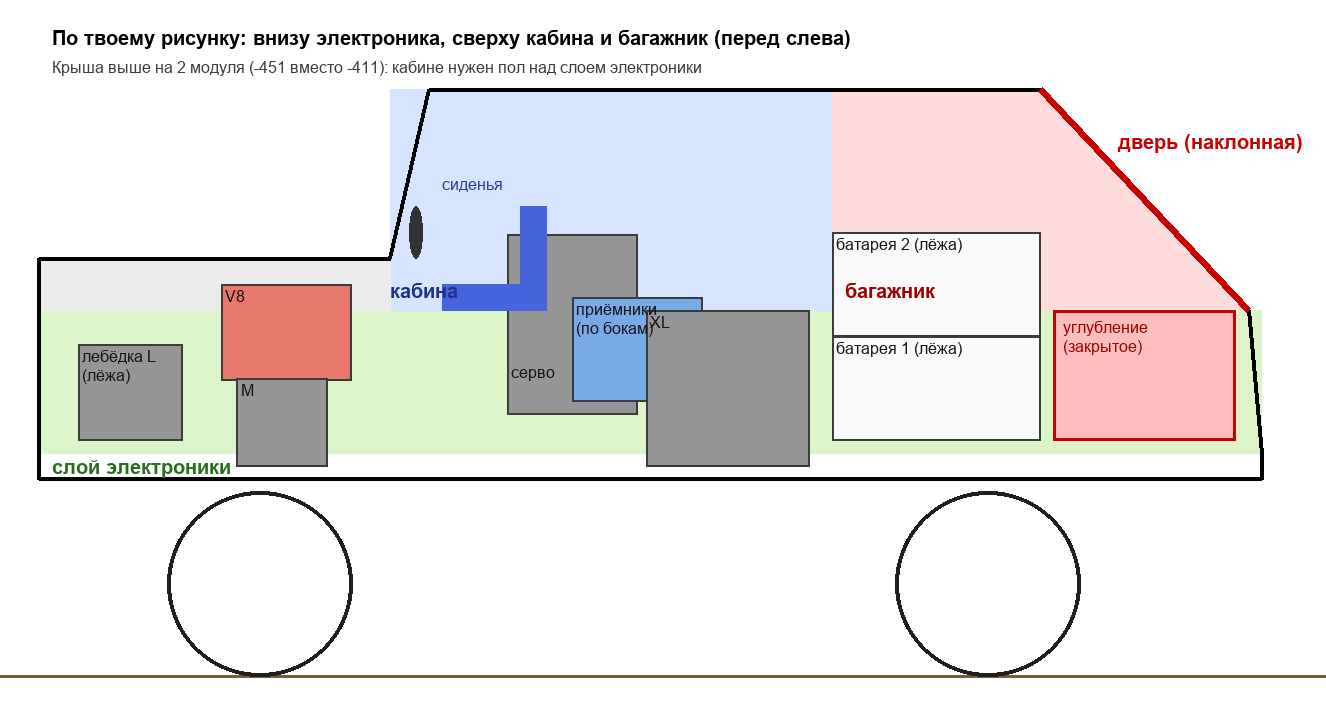 По твоему рисунку: внизу электроника, сверху кабина и багажник (перед слева)
Крыша выше на 2 модуля (-451 вместо -411): кабине нужен пол над слоем электроники
дверь (наклонная)
сиденья
батарея 2 (лёжа)
V8
кабина
багажник
приёмники
(по бокам)
XL
углубление
(закрытое)
лебёдка L
(лёжа)
батарея 1 (лёжа)
серво
M
слой электроники